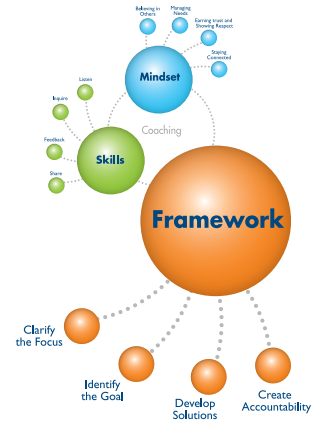 Believing in
Others
Managing
Needs
Earning trust and
Showing Respect
Staying
Connected
Mindset
Listen
Inquire
Feedback
Share
Coaching
Skills
Framework
Clarify
the Focus
Identify
the Goal
Develop
Solutions
Create
Accountability